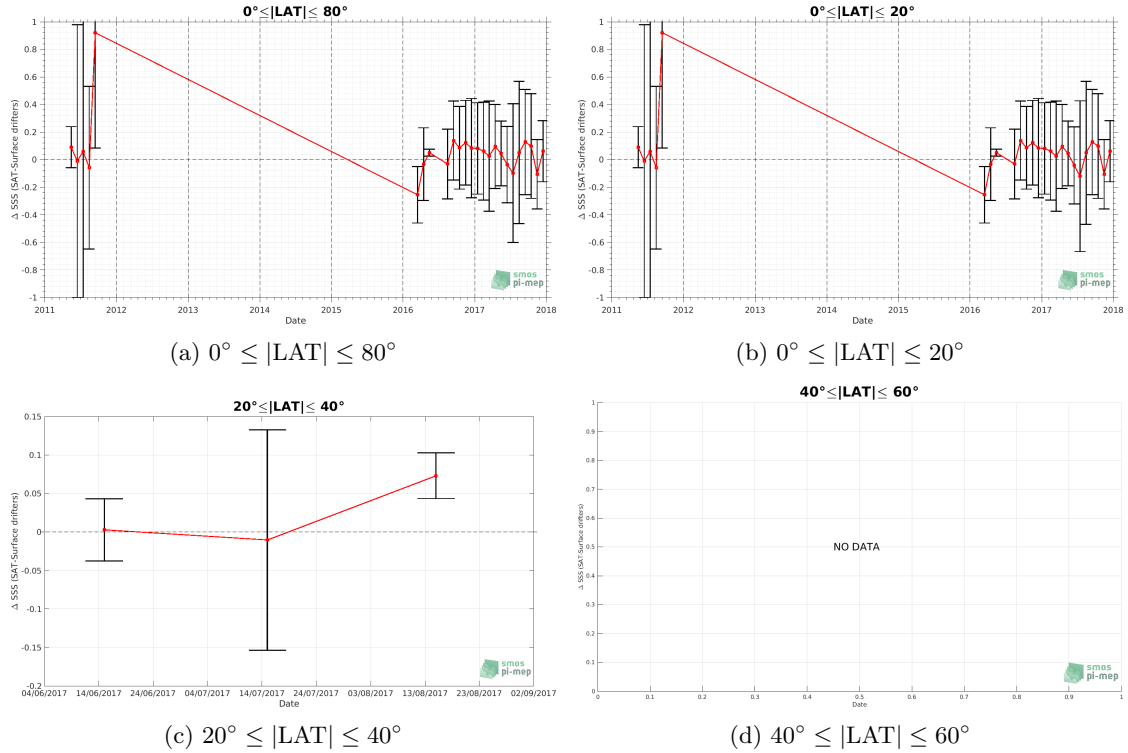 0°≤|LAT|≤ 80°
Δ SSS (SAT-Surface drifters)
1
0.8
0.6
0.4
0.2
0
-0.2
-0.4
-0.6
-0.8
-1
2011 2012 2013 2014 2015 2016 2017 2018
Date
smos
pi-mep
(a) 0° ≤ |LAT| ≤ 80°
0°≤|LAT|≤ 20°
Δ SSS (SAT-Surface drifters)
1
0.8
0.6
0.4
0.2
0
-0.2
-0.4
-0.6
-0.8
-1
2011 2012 2013 2014 2015 2016 2017 2018
Date
smos
pi-mep
(b) 0° ≤ |LAT| ≤ 20°
20°≤|LAT|≤ 40°
Δ SSS (SAT-Surface drifters)
0.15
0.1
0.05
0
-0.05
-0.1
-0.15
-0.2
04/06/2017 14/06/2017 24/06/2017 04/07/2017 14/07/2017 24/07/2017 03/08/2017 13/08/2017 23/08/2017 02/09/2017
Date
smos
pi-mep
(c) 20° ≤ |LAT| ≤ 40°
40°≤|LAT|≤ 60°
Δ SSS (SAT-Surface drifters)
1
0.9
0.8
0.7
0.6
0.5
0.4
0.3
0.2
0.1
0
NO DATA
0 0.1 0.2 0.3 0.4 0.5 0.6 0.7 0.8 0.9 1
Date
smos
pi-mep
(d) 40° ≤ |LAT| ≤ 60°